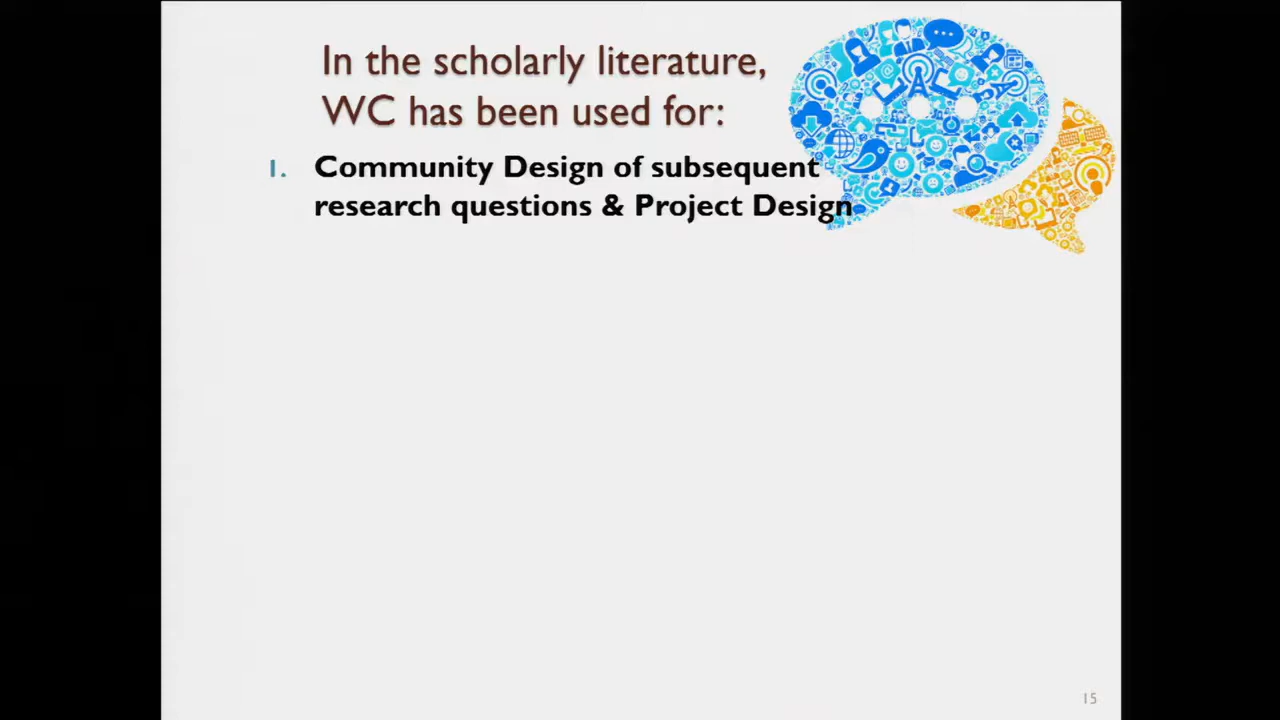 In the scholarly literature,
WC has been used for:
1. Community Design of subsequent
research questions & Project Design
15